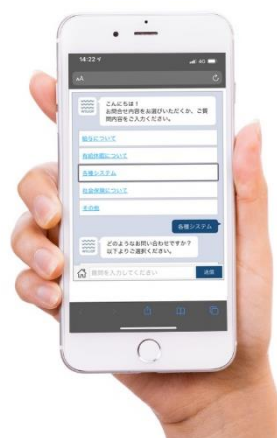 14:22
4G
AA
こんにちは！
お問合せ内容をお選びいただくか、ご質
問内容をご入力ください。
給与について
有給休暇について
各種システム
社会保険について
その他
各種システム
どのようなお問い合わせですか？
以下よりご選択ください。
質問を入力してください
送信